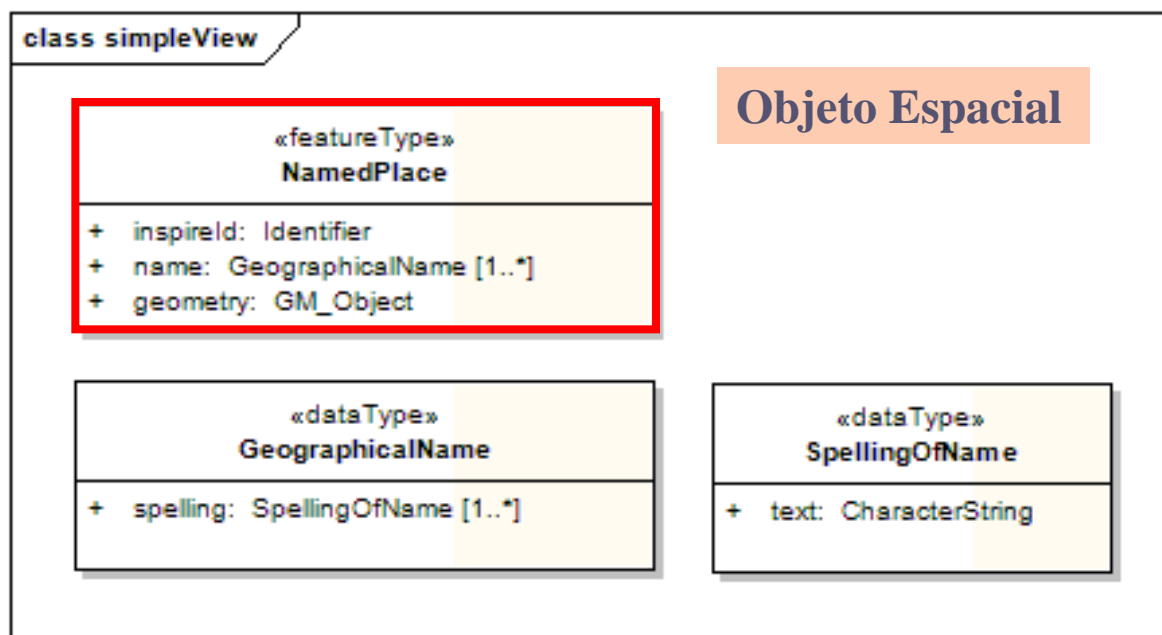 class simpleView
Objeto Espacial
«featureType»
NamedPlace
+ inspireId: Identifier
+ name: GeographicalName [1..*]
+ geometry: GM_Object
«dataType»
GeographicalName
+ spelling: SpellingOfName [1..*]
«dataType»
SpellingOfName
+ text: CharacterString